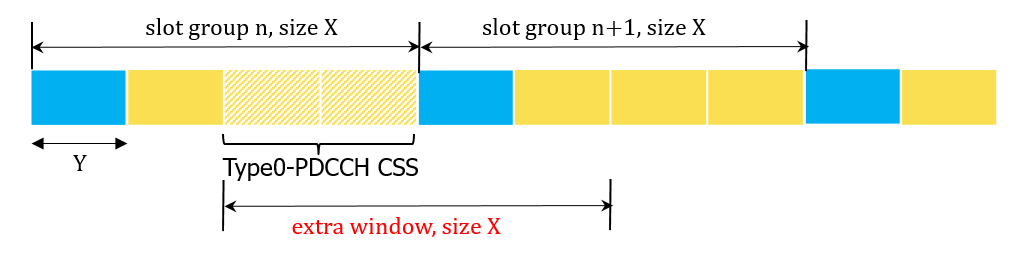 slot group n, size X
slot group n+1, size X
Y
Type0-PDCCH CSS
extra window, size X